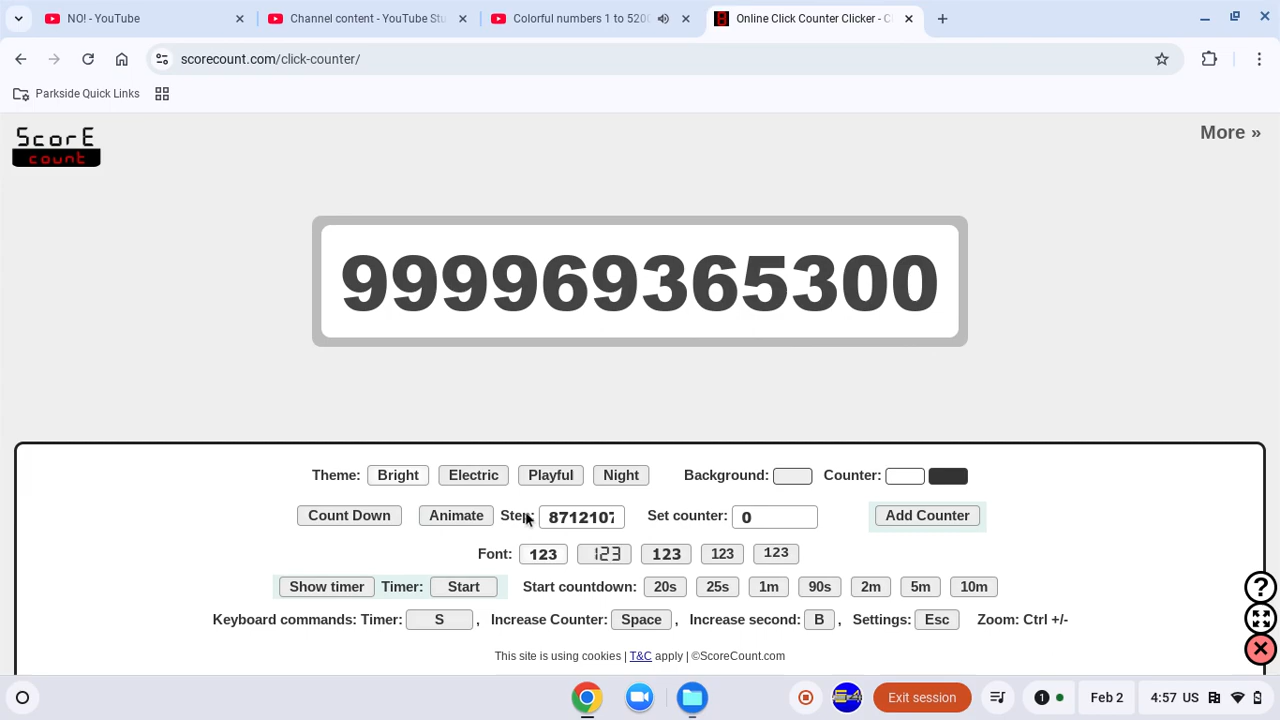 NO! - YouTube
Channel content - YouTube Stu
Colorful numbers 1 to 5200
Online Click Counter Clicker - C
scorecount.com/click-counter/
Parkside Quick Links
ScorE
count
More »
999969365300
Theme: Bright Electric Playful Night Background: Counter:
Count Down Animate Step: 8712107 Set counter: 0 Add Counter
Font: 123 123 123 123 123
Show timer Timer: Start Start countdown: 20s 25s 1m 90s 2m 5m 10m
Keyboard commands: Timer: S , Increase Counter: Space , Increase second: B , Settings: Esc Zoom: Ctrl +/-
This site is using cookies | T&C apply | ©ScoreCount.com
?
Exit session 1 Feb 2 4:57 US